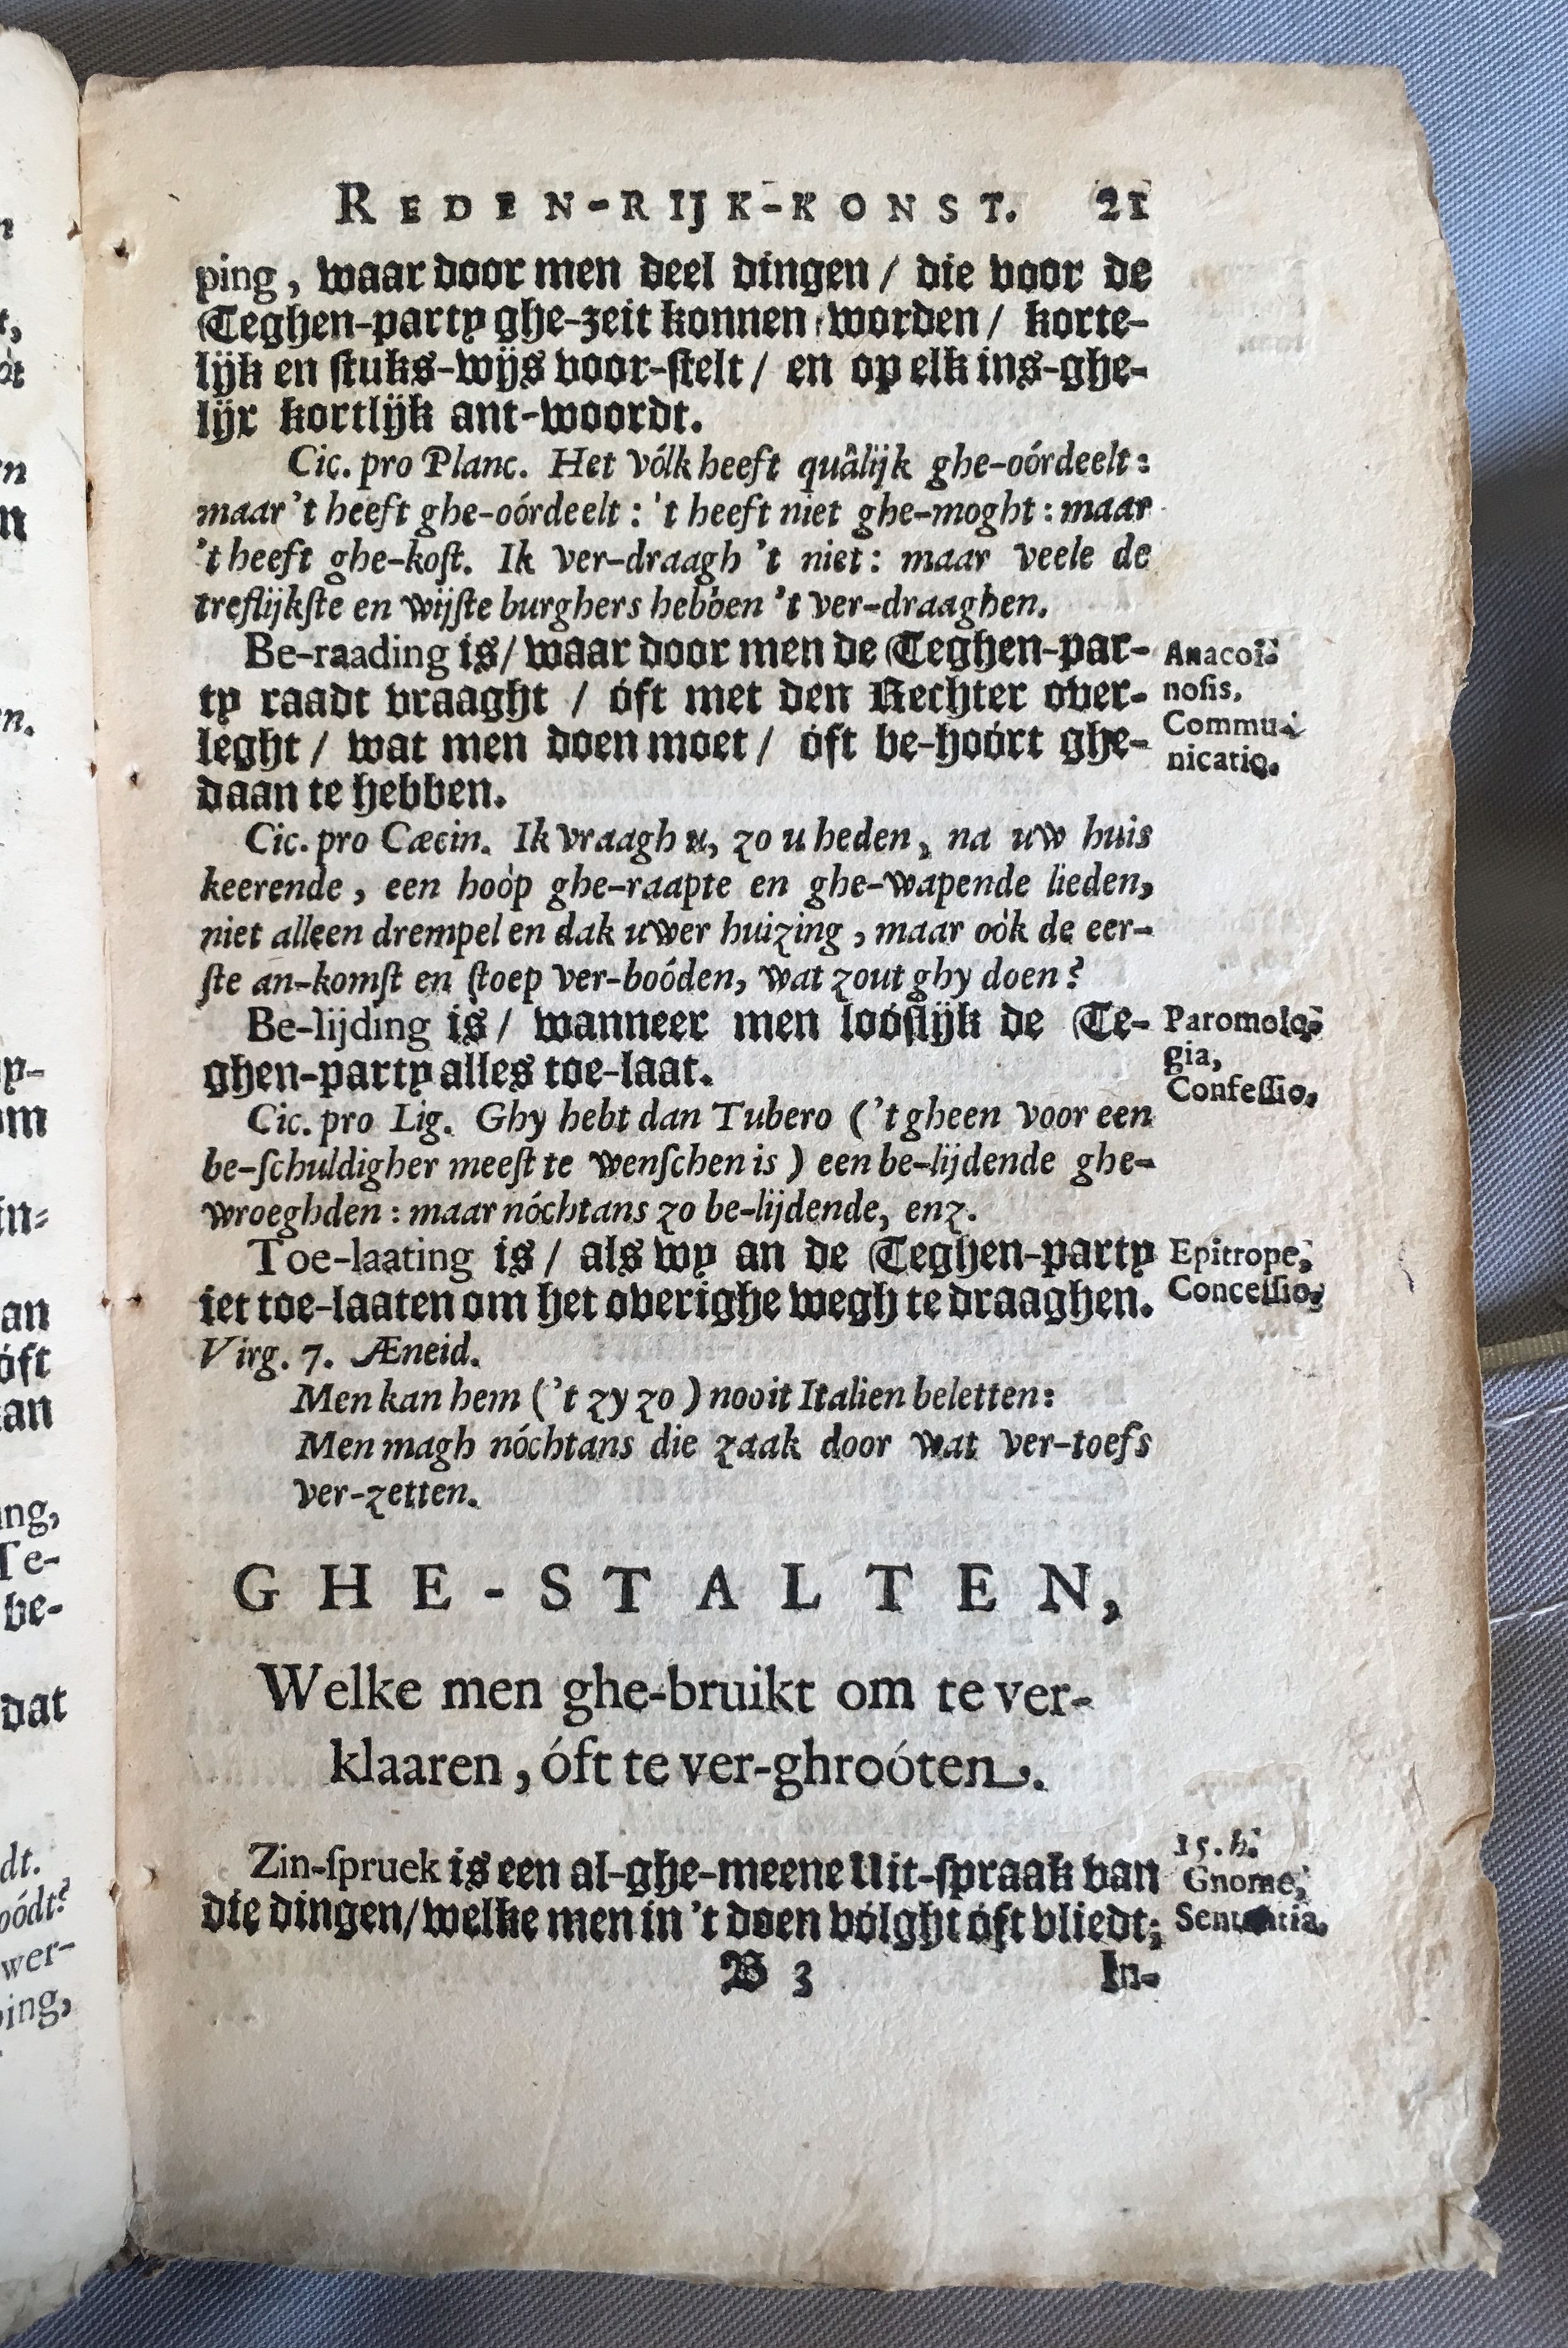 REDEN-RIJK-KONST. 21
ping, waar door men veel dingen / die voor de
Teghen-party ghe-zeit konnen worden / korte-
lijk en ſtuks-wijs voor-ſtelt / en op elk ins-ghe-
lijx kortlijk ant-woordt.
Cic. pro Planc. Het vólk heeft quâlijk ghe-oórdeelt:
maar 't heeft ghe-oórdeelt: 't heeft niet ghe-moght: maar
't heeft ghe-koſt. Ik ver-draagh 't niet: maar veele de
treflijkſte en wijſte burghers hebben 't ver-draaghen.
Be-raading is / waar door men de Teghen-par-
ty raadt vraaght / óft met den Rechter over-
leght / wat men doen moet / óft be-hoórt ghe-
daan te hebben.
Anacoi-
noſis,
Commu-
nicatio.
Cic. pro Cæcin. Ik vraagh u, zo u heden, na uw huis
keerende, een hoòp ghe-raapte en ghe-wapende lieden,
niet alleen drempel en dak uwer huizing, maar oòk de eer-
ſte an-komſt en ſtoep ver-boóden, wat zout ghy doen?
Be-lijding is / wanneer men loóſlijk de Te-
ghen-party alles toe-laat.
Paromolo-
gia,
Confeſſio.
Cic. pro Lig. Ghy hebt dan Tubero ('t gheen voor een
be-ſchuldigher meeſt te wenſchen is) een be-lijdende ghe-
wroeghden: maar nóchtans zo be-lijdende, enz.
Toe-laating is / als wy an de Teghen-party
iet toe-laaten om het overighe wegh te draaghen.
Epitrope,
Conceſſio.
Virg. 7. Æneid.
Men kan hem ('t zy zo) nooit Italien beletten:
Men magh nóchtans die zaak door wat ver-toefs
ver-zetten.
GHE-STALTEN,
Welke men ghe-bruikt om te ver-
klaaren, óft te ver-ghroóten.
Zin-ſpruek is een al-ghe-meene Uit-ſpraak van
die dingen / welke men in 't doen vólght óft vliedt;
15. h.
Gnome,
Sententia.
B 3 In-